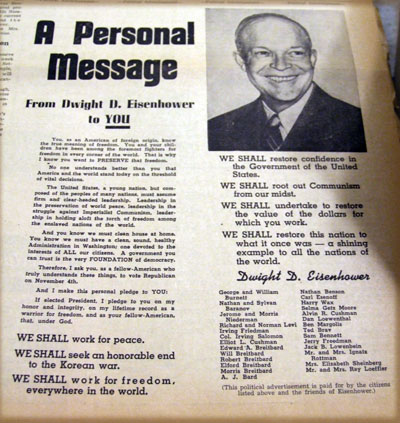 A Personal
Message
From Dwight D. Eisenhower
to YOU
You, as an American of foreign origin, know
the true meaning of freedom. You and your chil-
dren have been among the foremost fighters for
freedom in every corner of the world. That is why
I know you want to PRESERVE that freedom.
No one understands better than you that
America and the world stand today on the threshold
of vital decisions.
The United States, a young nation, but com-
posed of the peoples of many nations, must assume
firm and clear-headed leadership. Leadership in
the preservation of world peace, leadership in the
struggle against Imperialist Communism, leader-
ship in holding aloft the torch of freedom among
the enslaved nations of the world.
And you know we must clean house at home.
You know we must have a clean, sound, healthy
Administration in Washington; one devoted to the
interests of ALL our citizens. A government you
can trust is the very FOUNDATION of democracy.
Therefore, I ask you, as a fellow-American who
truly understands these things, to vote Republican
on November 4th.
And I make this personal pledge to YOU:
If elected President, I pledge to you on my
honor and integrity, on my lifetime record as a
warrior for freedom, and as your fellow-American,
that, under God,
WE SHALL work for peace.
WE SHALL seek an honorable end
to the Korean war.
WE SHALL work for freedom,
everywhere in the world.
WE SHALL restore confidence in
the Government of the United
States.
WE SHALL root out Communism
from our midst.
WE SHALL undertake to restore
the value of the dollars for
which you work.
WE SHALL restore this nation to
what it once was — a shining
example to all the nations of
the world.
Dwight D. Eisenhower
George and William
Burnett
Nathan and Sylvan
Barsner
Jerome and Morris
Niederman
Richard and Norman Levi
Irving Friedman
Col. Irving Salomon
Elliot L. Cushman
Edward A. Breitbard
Will Breitbard
Robert Breitbard
Elford Breitbard
Morris Breitbard
A. J. Bard
Nathan Benson
Carl Esenoff
Harry Wax
Selma Getz Moore
Alvin R. Cushman
Dan Loewenthal
Ben Margolis
Ted Brav
Sam Bennett
Jerry Freedman
Jack B. Lowenbein
Mr. and Mrs. Ignatz
Rottman
Mrs. Elizabeth Sheinberg
Mr. and Mrs. Ray Loeffler
(This political advertisement is paid for by the citizens
listed above and the friends of Eisenhower.)